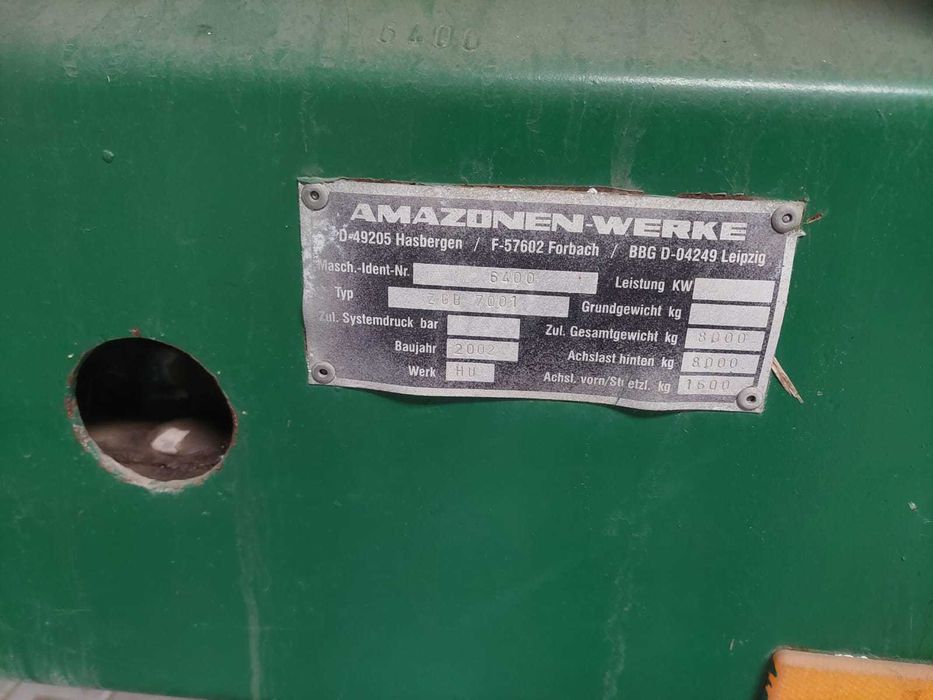 6400
AMAZONEN-WERKE
D-49205 Hasbergen / F-57602 Forbach / BBG D-04249 Leipzig
Masch.-Ident-Nr. 6400 Leistung KW
Typ ZGB 7001 Grundgewicht kg
Zul. Systemdruck bar Zul. Gesamtgewicht kg 8000
Baujahr 2002 Achslast hinten kg 8000
Werk HU Achsl. vorn/Stützl. kg 1600